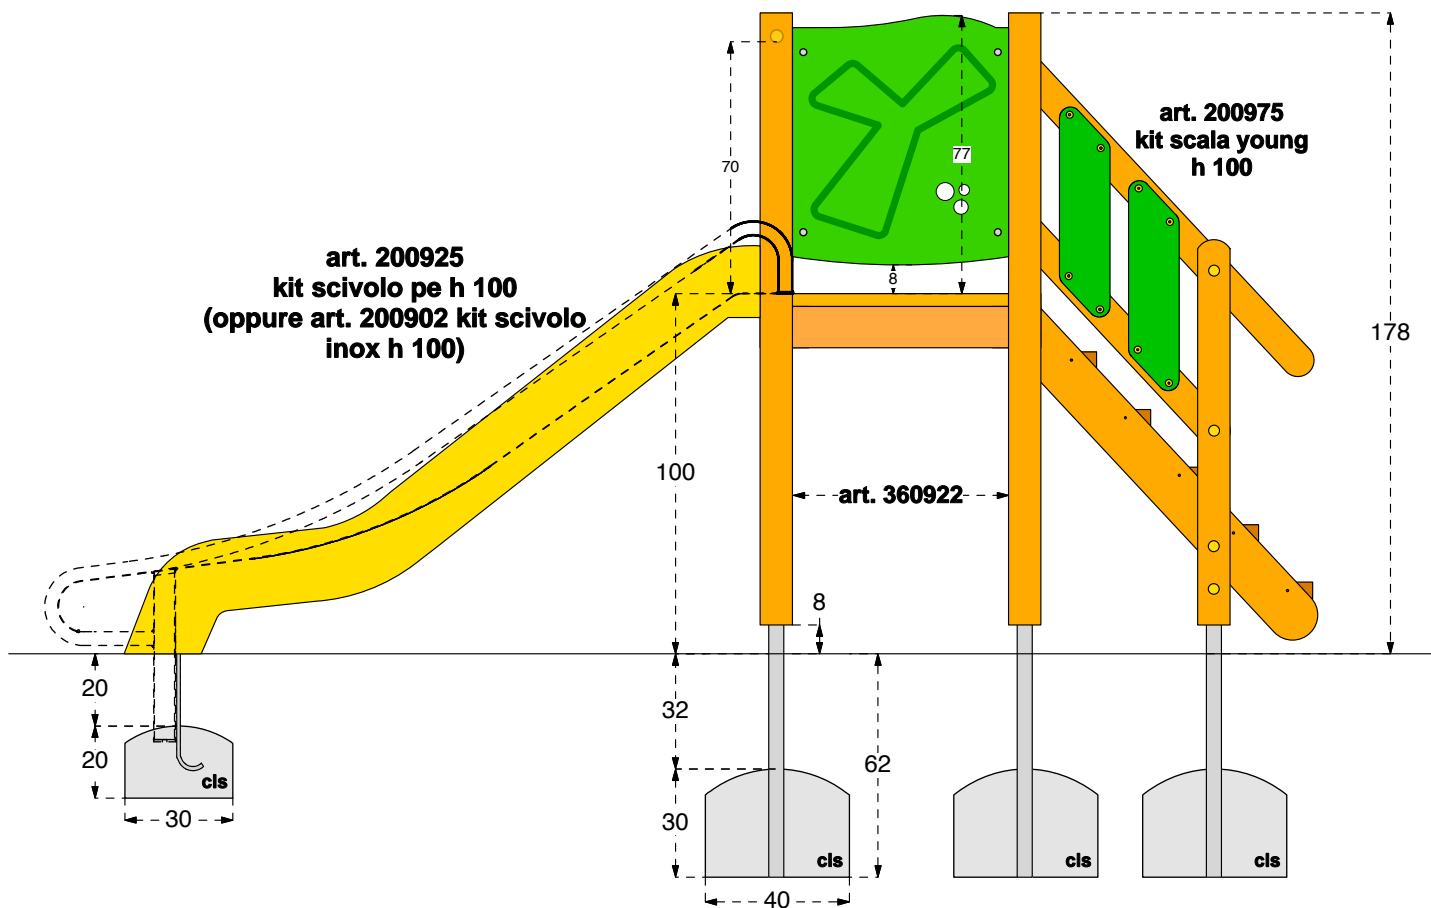 art. 200975
kit scala young
h 100
77
70
art. 200925
kit scivolo pe h 100
(oppure art. 200902 kit scivolo
inox h 100)
8
178
100
art. 360922
8
20
32
20
cls
62
30
30
cls
cls
cls
40